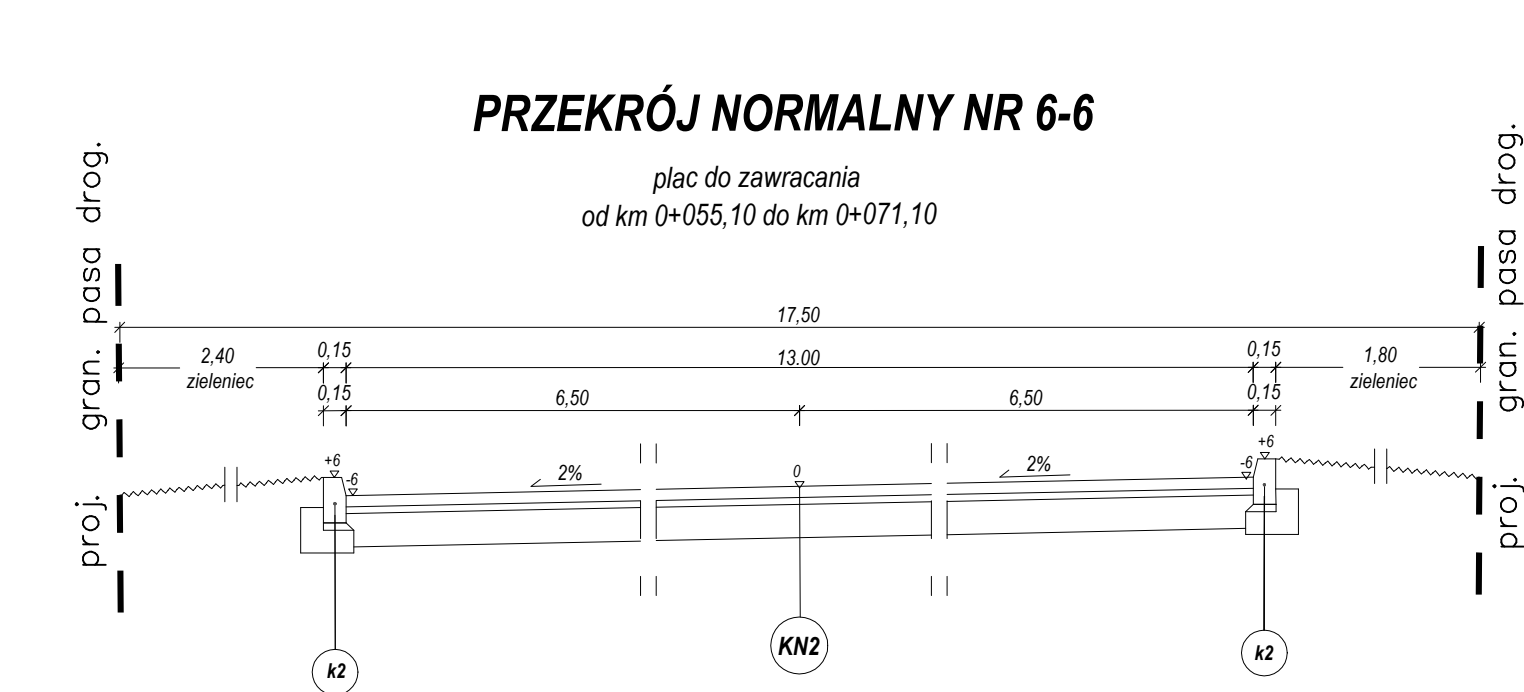 PRZEKRÓJ NORMALNY NR 6-6
plac do zawracania
od km 0+055,10 do km 0+071,10
proj. gran. pasa drog.
proj. gran. pasa drog.
17,50
2,40
zieleniec
0,15
13.00
0,15
1,80
zieleniec
0,15
6,50
6,50
0,15
+6
-6
2%
0
2%
-6
+6
k2
KN2
k2